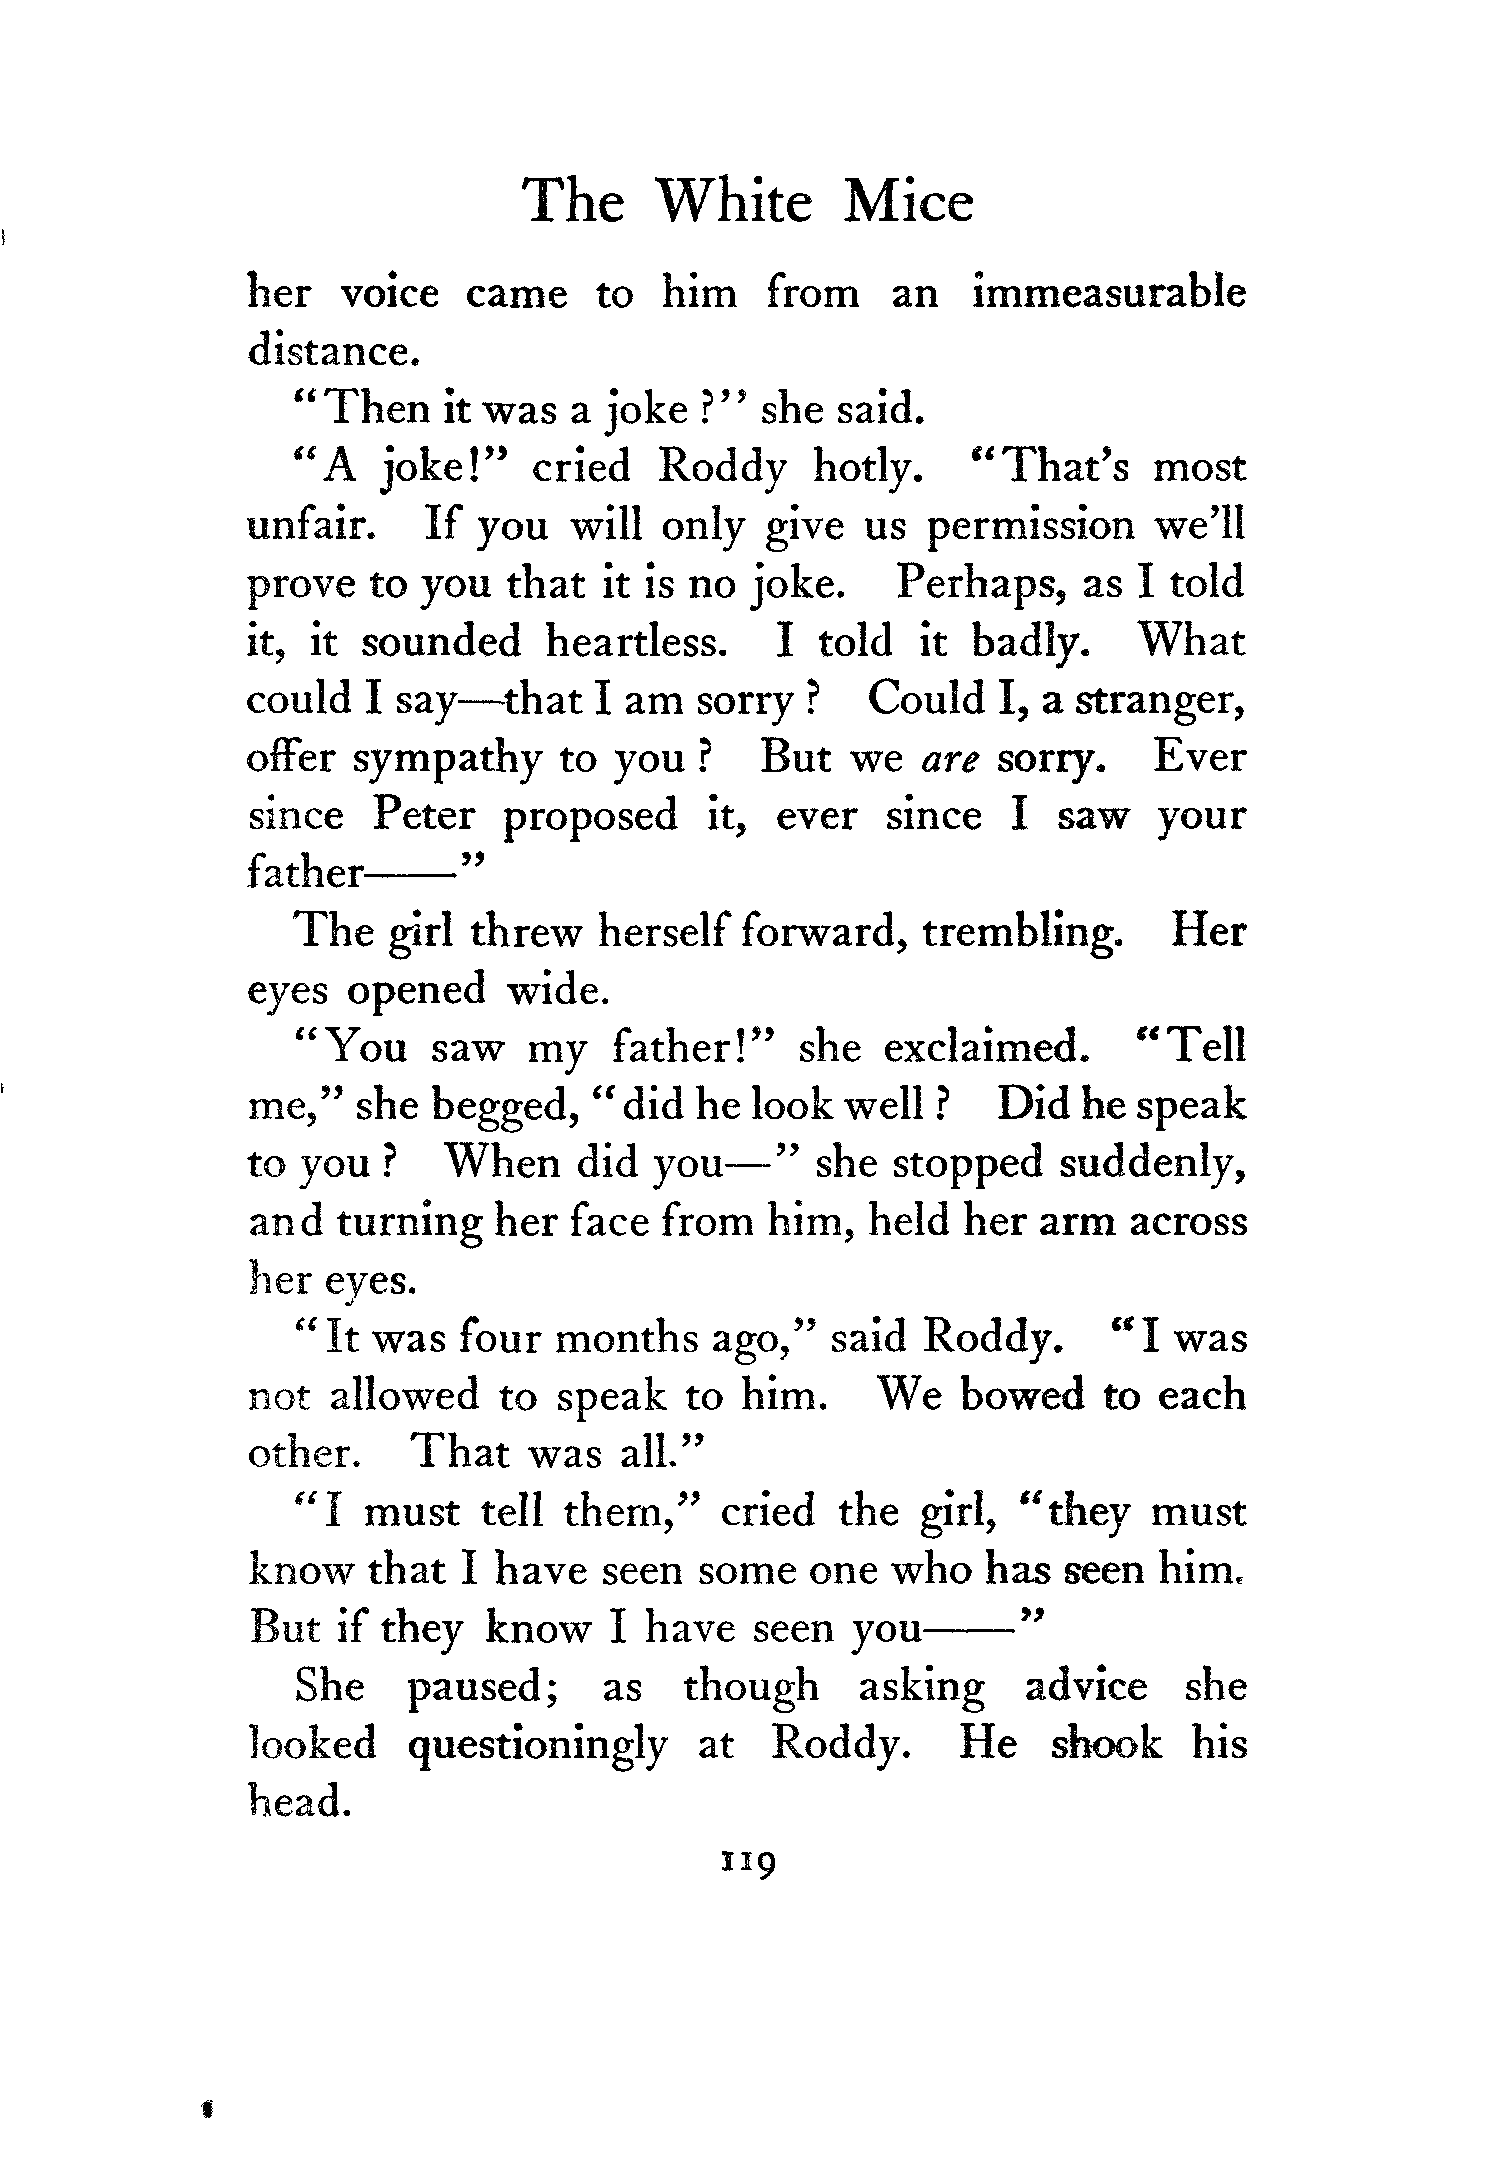 The White Mice
her voice came to him from an immeasurable
distance.
"Then it was a joke?" she said.
"A joke!" cried Roddy hotly. "That's most
unfair. If you will only give us permission we'll
prove to you that it is no joke. Perhaps, as I told
it, it sounded heartless. I told it badly. What
could I say—that I am sorry? Could I, a stranger,
offer sympathy to you? But we are sorry. Ever
since Peter proposed it, ever since I saw your
father——"
The girl threw herself forward, trembling. Her
eyes opened wide.
"You saw my father!" she exclaimed. "Tell
me," she begged, "did he look well? Did he speak
to you? When did you—" she stopped suddenly,
and turning her face from him, held her arm across
her eyes.
"It was four months ago," said Roddy. "I was
not allowed to speak to him. We bowed to each
other. That was all."
"I must tell them," cried the girl, "they must
know that I have seen some one who has seen him.
But if they know I have seen you——"
She paused; as though asking advice she
looked questioningly at Roddy. He shook his
head.
119